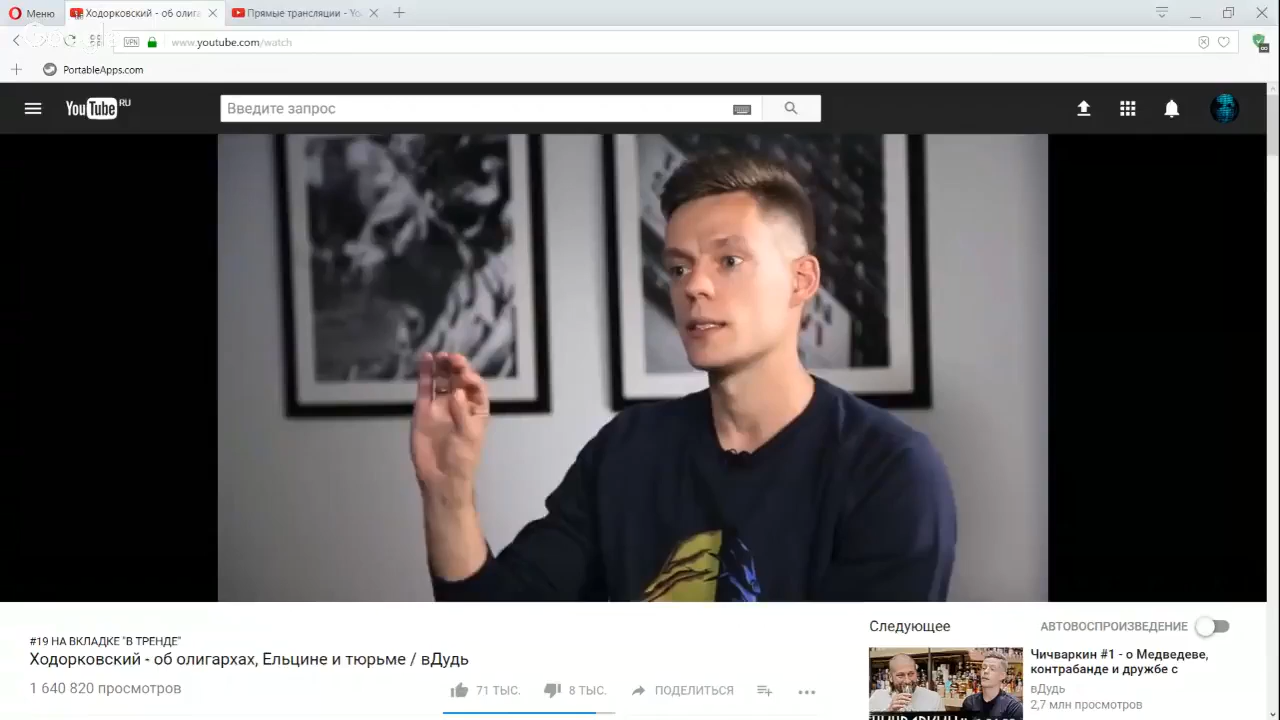 Меню
Ходорковский - об олига
Прямые трансляции - Yo
VPN
www.youtube.com/watch
PortableApps.com
YouTube RU
Введите запрос
#19 НА ВКЛАДКЕ "В ТРЕНДЕ"
Ходорковский - об олигархах, Ельцине и тюрьме / вДудь
1 640 820 просмотров
71 ТЫС.
8 ТЫС.
ПОДЕЛИТЬСЯ
Следующее
АВТОВОСПРОИЗВЕДЕНИЕ
Чичваркин #1 - о Медведеве,
контрабанде и дружбе с
вДудь
2,7 млн просмотров